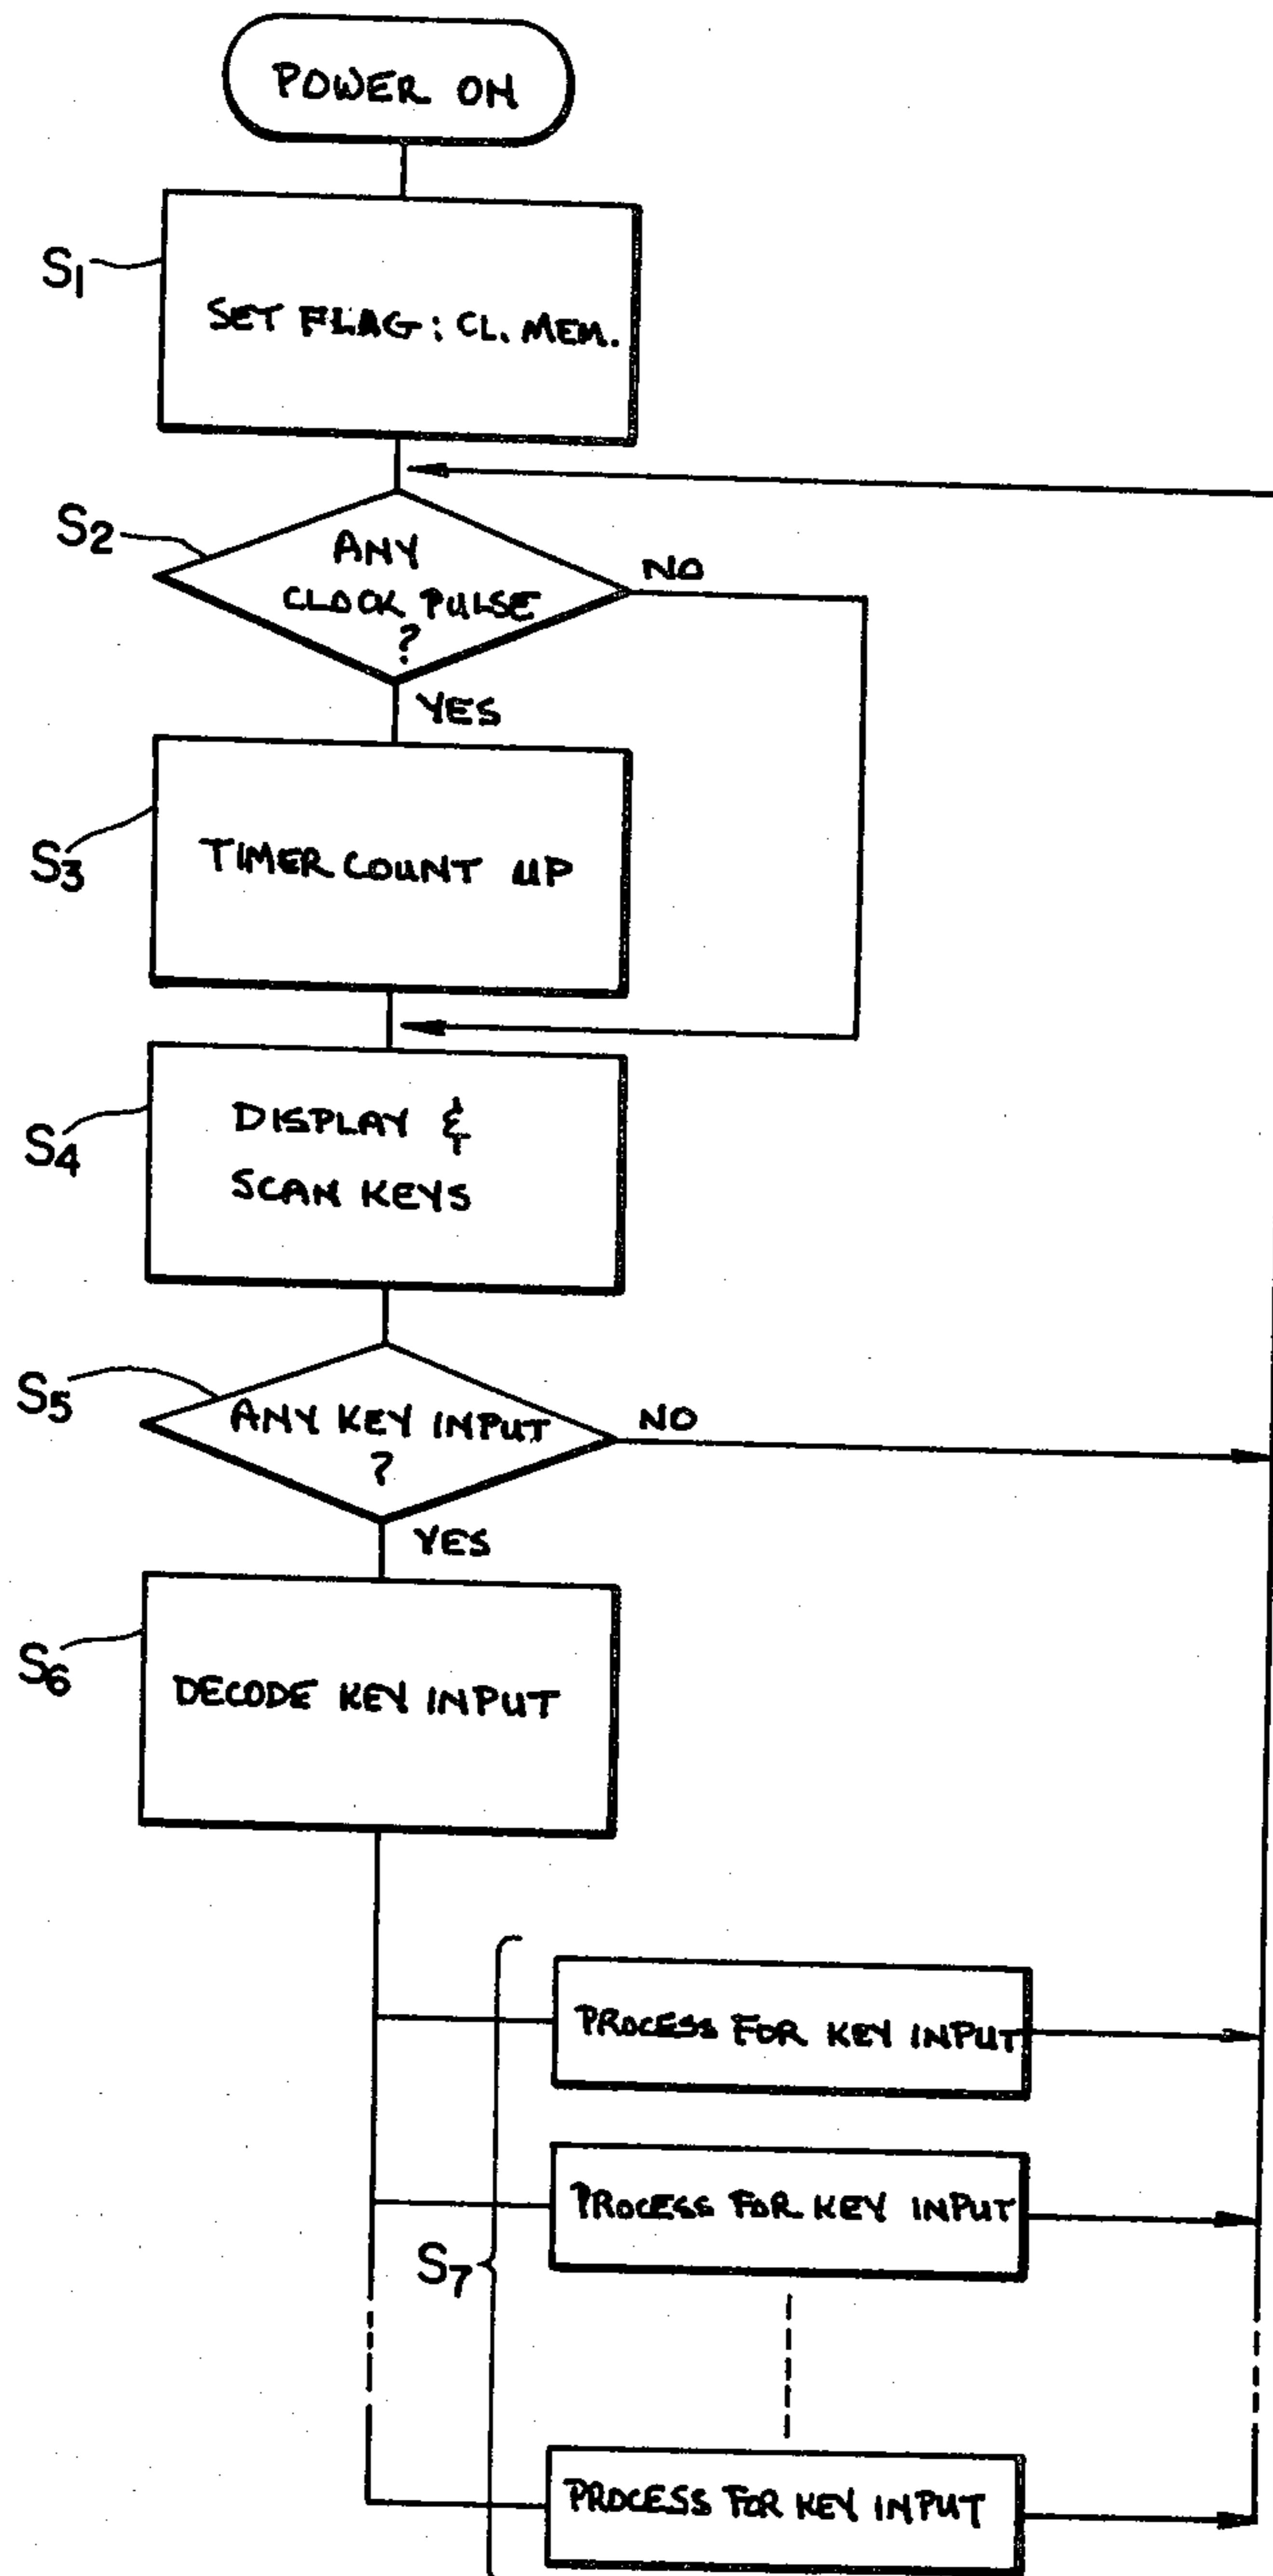 POWER ON
S1
SET FLAG: CL. MEM.
S2
ANY
CLOCK PULSE
?
NO
YES
S3
TIMER COUNT UP
S4
DISPLAY &
SCAN KEYS
S5
ANY KEY INPUT
?
NO
YES
S6
DECODE KEY INPUT
S7
PROCESS FOR KEY INPUT
PROCESS FOR KEY INPUT
PROCESS FOR KEY INPUT